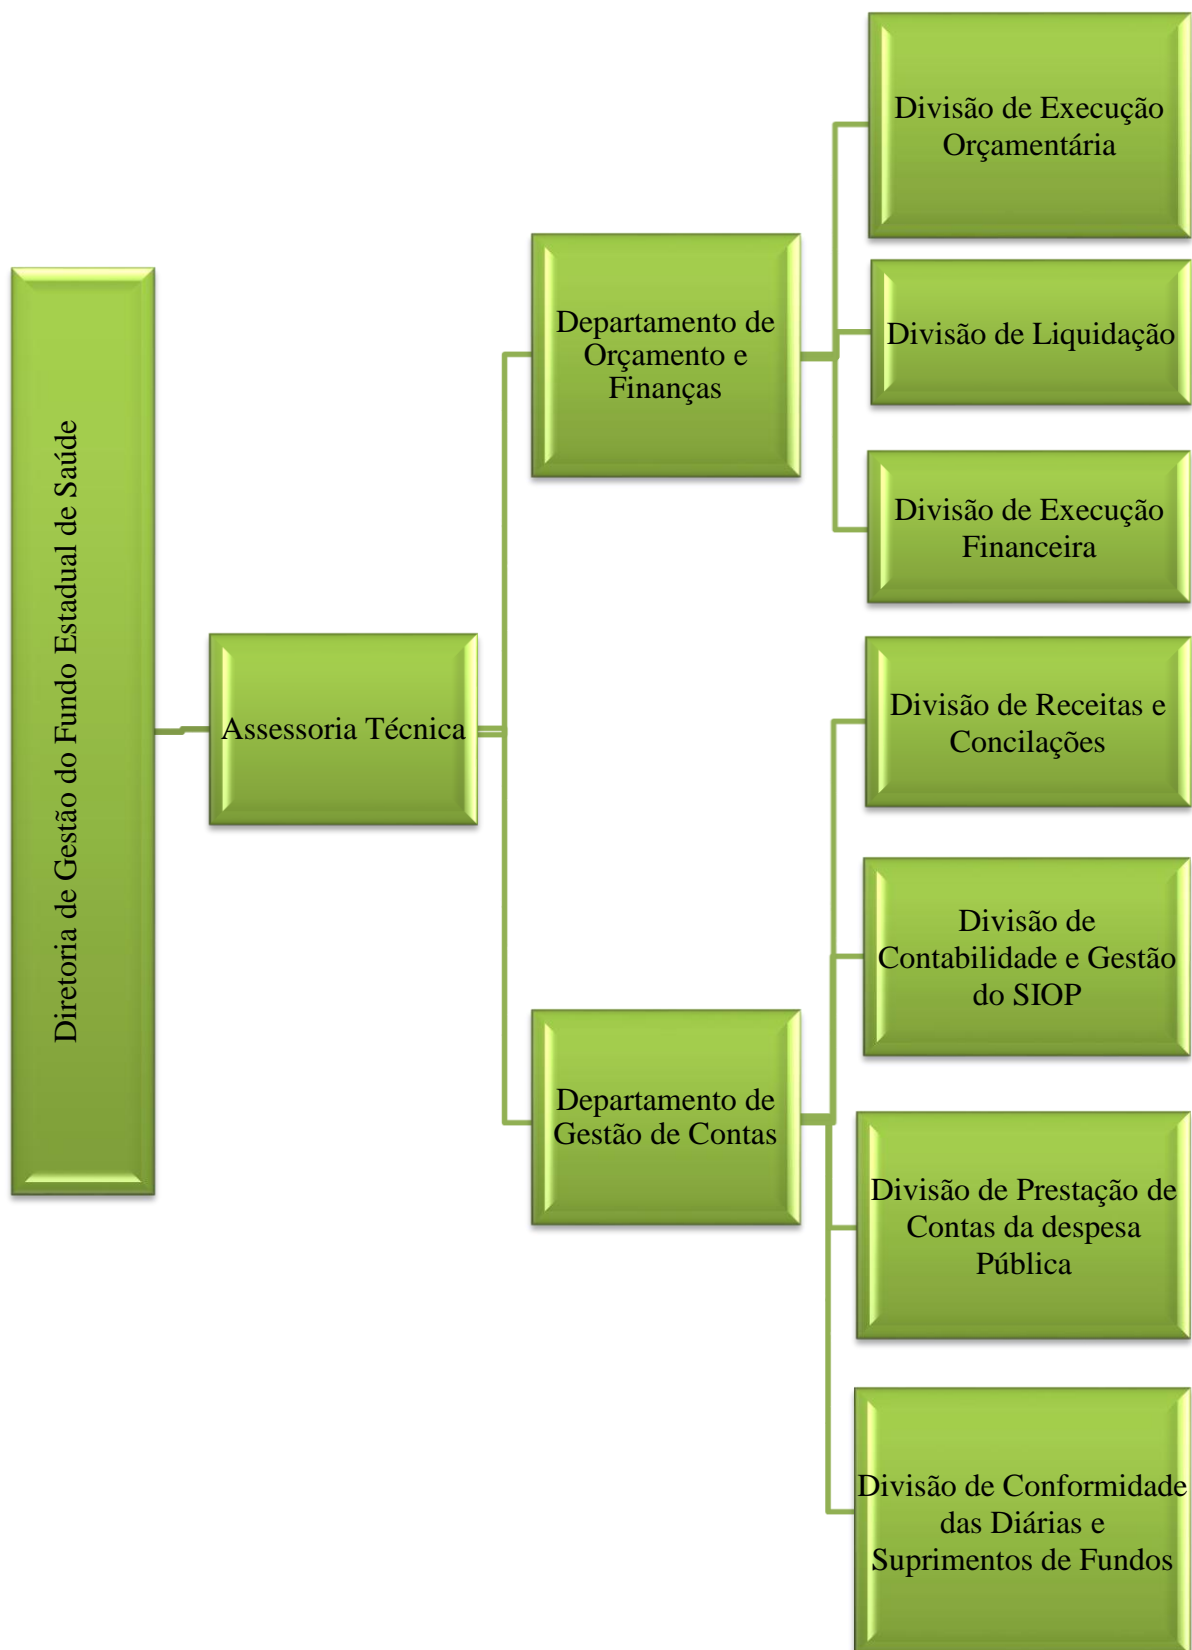 Diretoria de Gestão do Fundo Estadual de Saúde
Assessoria Técnica
Departamento de
Orçamento e
Finanças
Divisão de Execução
Orçamentária
Divisão de Liquidação
Divisão de Execução
Financeira
Departamento de
Gestão de Contas
Divisão de Receitas e
Concilações
Divisão de
Contabilidade e Gestão
do SIOP
Divisão de Prestação de
Contas da despesa
Pública
Divisão de Conformidade
das Diárias e
Suprimentos de Fundos